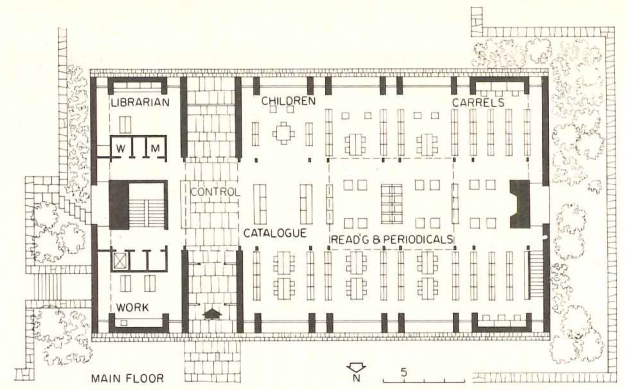 LIBRARIAN
CHILDREN
CARRELS
W
M
CONTROL
CATALOGUE
READ'G & PERIODICALS
WORK
MAIN FLOOR
N
5